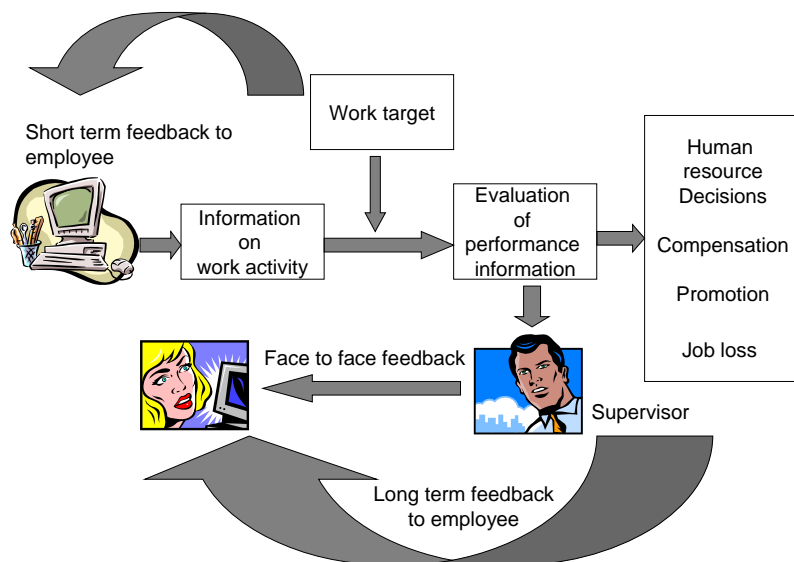 Work target
Short term feedback to
employee
Human
resource
Decisions
Compensation
Promotion
Job loss
Information
on
work activity
Evaluation
of
performance
information
Face to face feedback
Supervisor
Long term feedback
to employee